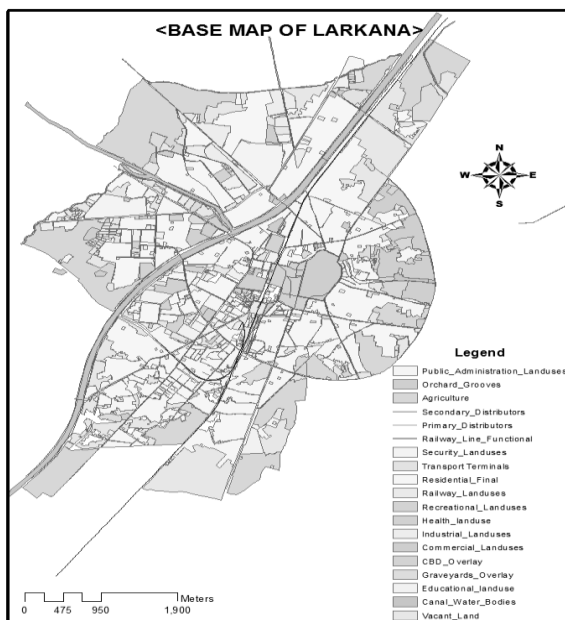 <BASE MAP OF LARKANA>
N
W E
S
Legend
Public_Administration_Landuses
Orchard_Grooves
Agriculture
Secondary_Distributors
Primary_Distributors
Railway_Line_Functional
Security_Landuses
Transport Terminals
Residential_Final
Railway_Landuses
Recreational_Landuses
Health_landuse
Industrial_Landuses
Commercial_Landuses
CBD_Overlay
Graveyards_Overlay
Educational_landuse
Canal_Water_Bodies
Vacant_Land
Meters
0 475 950 1,900